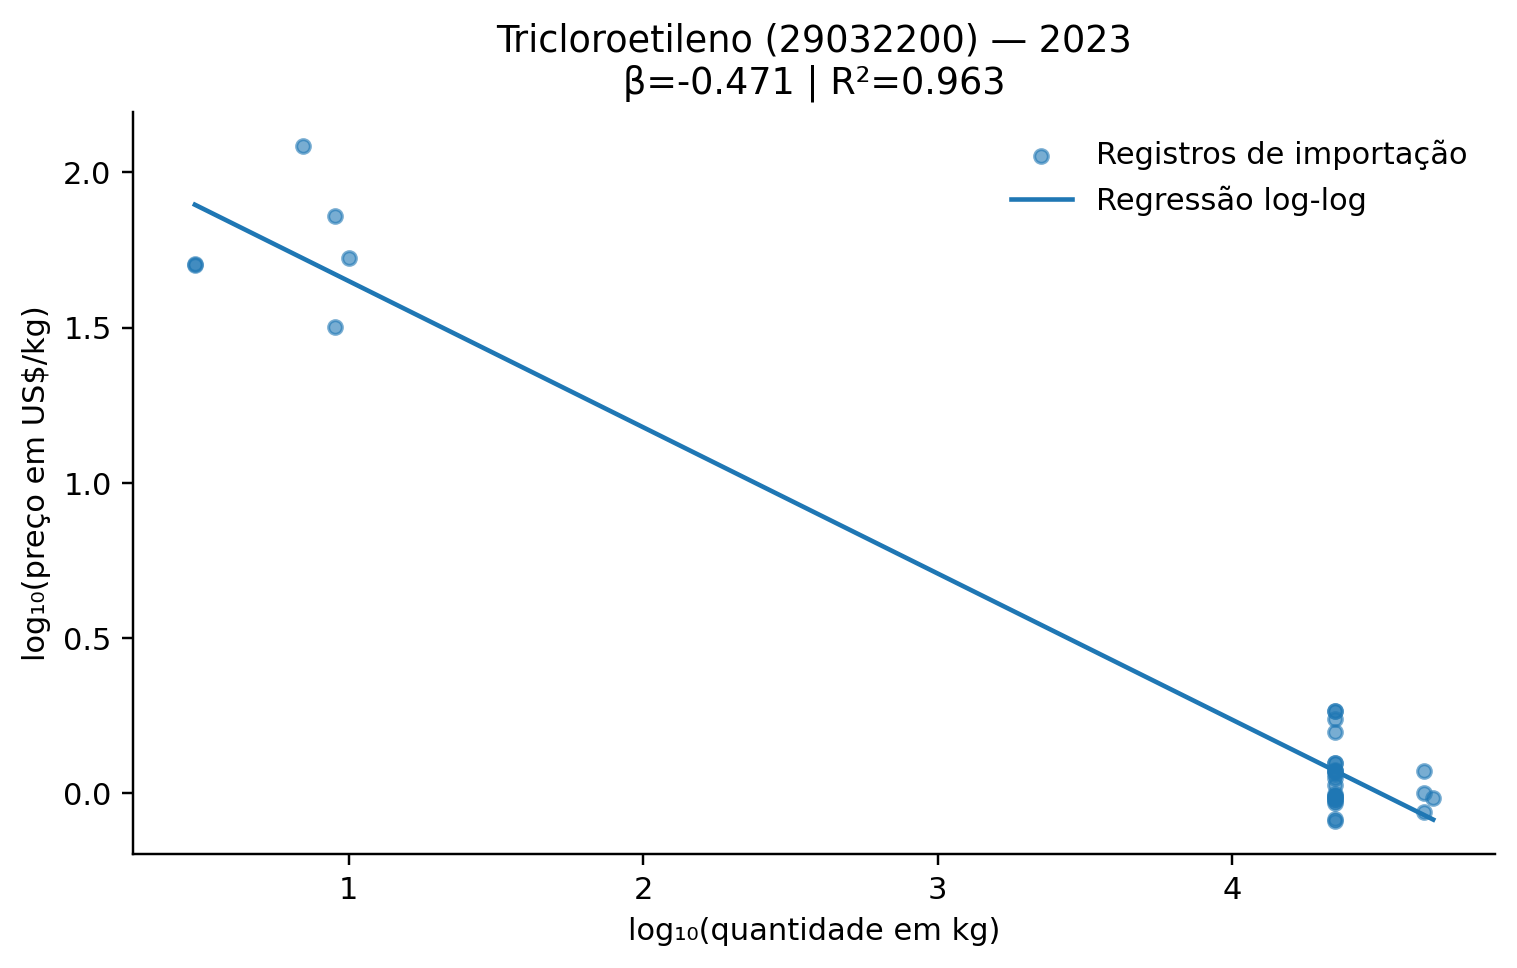 Tricloroetileno (29032200) — 2023
β=-0.471 | R²=0.963
Registros de importação
Regressão log-log
log₁₀(preço em US$/kg)
2.0
1.5
1.0
0.5
0.0
1
2
3
4
log₁₀(quantidade em kg)